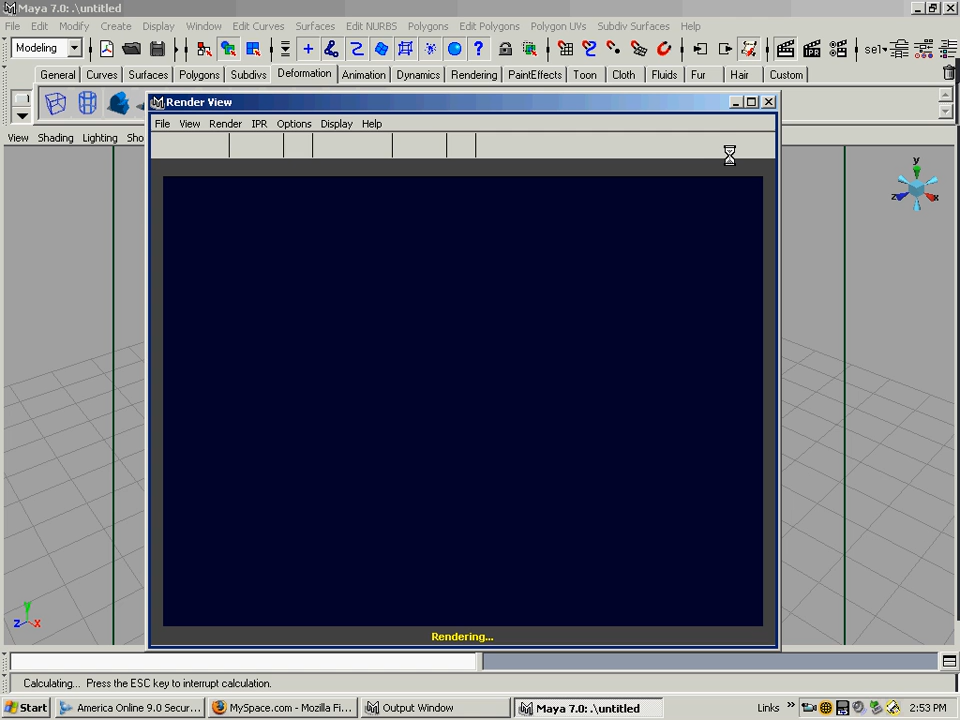 Maya 7.0: .\untitled
File Edit Modify Create Display Window Edit Curves Surfaces Edit NURBS Polygons Edit Polygons Polygon UVs Subdiv Surfaces Help
Modeling
sel
General Curves Surfaces Polygons Subdivs Deformation Animation Dynamics Rendering PaintEffects Toon Cloth Fluids Fur Hair Custom
Render View
File View Render IPR Options Display Help
View Shading Lighting Sho
y
z x
Rendering...
y
z x
Calculating... Press the ESC key to interrupt calculation.
Start America Online 9.0 Secur... MySpace.com - Mozilla Fi... Output Window Maya 7.0: .\untitled Links » 2:53 PM